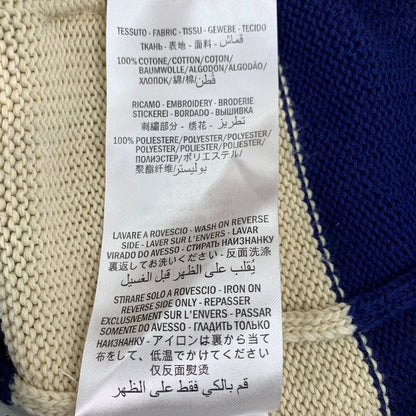 TESSUTO - FABRIC - TISSU - GEWEBE - TECIDO
ТКАНЬ - 表地 - 面料 - قماش
100% COTONE/COTTON/COTON/
BAUMWOLLE/ALGODÓN/ALGODÃO/
ХЛОПОК/綿/棉/قُطن
RICAMO - EMBROIDERY - BRODERIE
STICKEREI - BORDADO - ВЫШИВКА
刺繍部分 - 绣花 - تطريز
100% POLIESTERE/POLYESTER/
POLYESTER/POLYESTER/POLIÉSTER/
ПОЛИЭСТЕР/ポリエステル/
聚酯纤维/بوليستر
LAVARE A ROVESCIO - WASH ON REVERSE
SIDE - LAVER SUR L'ENVERS - LAVAR
VIRADO DO AVESSO - СТИРАТЬ НАИЗНАНКУ
裏返してお洗いください - 反面洗涤
يُقلب على الظهر قبل الغسيل
STIRARE SOLO A ROVESCIO - IRON ON
REVERSE SIDE ONLY - REPASSER
EXCLUSIVEMENT SUR L'ENVERS - PASSAR
SOMENTE DO AVESSO - ГЛАДИТЬ ТОЛЬКО
НАИЗНАНКУ - アイロンは裏から当て
布をして、低温でかけてください
仅反面熨烫
قم بالكي فقط على الظهر